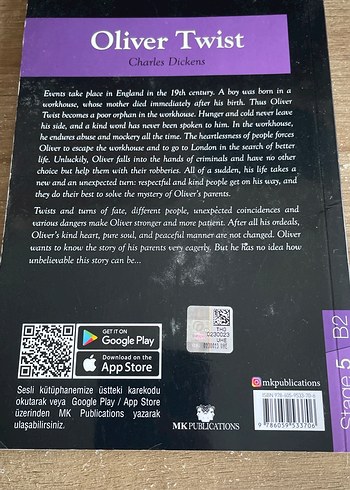 Oliver Twist
Charles Dickens
Events take place in England in the 19th century. A boy was born in a
workhouse, whose mother died immediately after his birth. Thus Oliver
Twist becomes a poor orphan in the workhouse. Hunger and cold never leave
his side, and a kind word has never been spoken to him. In the workhouse,
he endures abuse and mockery all the time. The heartlessness of people forces
Oliver to escape the workhouse and to go to London in the search of better
life. Unluckily, Oliver falls into the hands of criminals and have no other
choice but help them with their robberies. All of a sudden, his life takes a
new and an unexpected turn: respectful and kind people get on his way, and
they do their best to solve the mystery of Oliver's parents.
Twists and turns of fate, different people, unexpected coincidences and
various dangers make Oliver stronger and more patient. After all his ordeals,
Oliver's kind heart, pure soul, and peaceful manner are not changed. Oliver
wants to know the story of his parents very eagerly. But he has no idea how
unbelievable this story can be...
GET IT ON
Google Play
Download on the
App Store
Sesli kütüphanemize üstteki karekodu
okutarak veya Google Play / App Store
üzerinden MK Publications yazarak
ulaşabilirsiniz.
MK PUBLICATIONS
0230023
mkpublications
9 786059 533706
Stage 5 B2